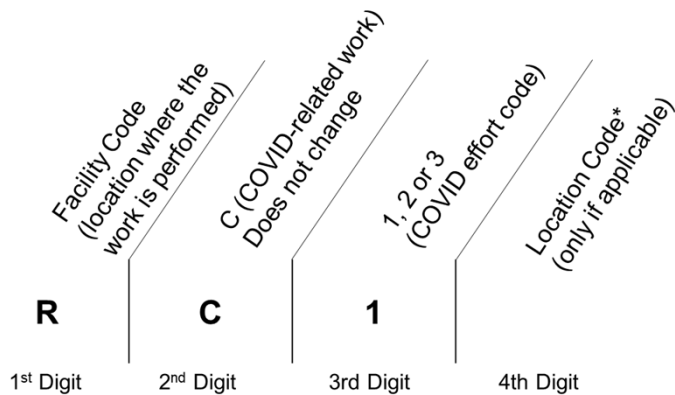 Facility Code
(location where the
work is performed)
C (COVID-related work)
Does not change
1, 2 or 3
(COVID effort code)
Location Code*
(only if applicable)
R
C
1
1st Digit
2nd Digit
3rd Digit
4th Digit